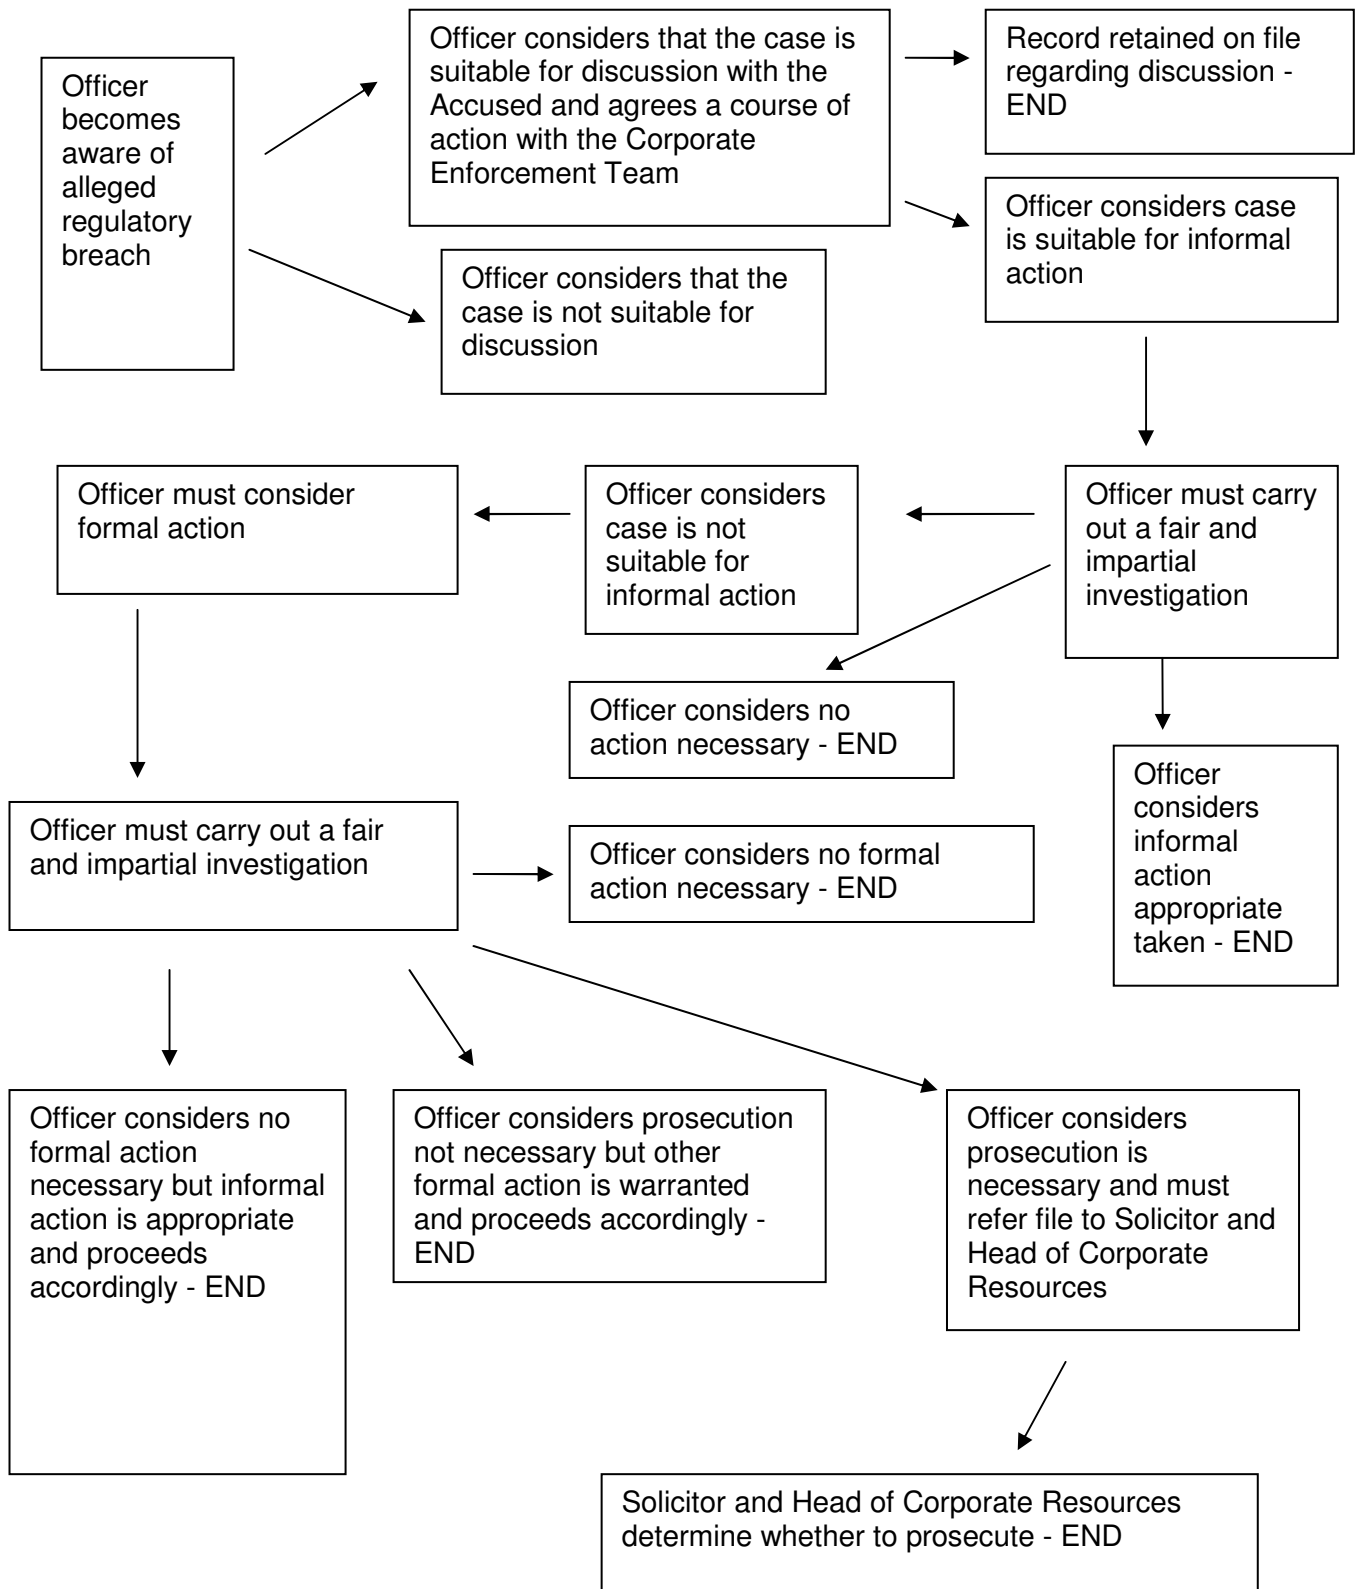 Officer
becomes
aware of
alleged
regulatory
breach
Officer considers that the case is
suitable for discussion with the
Accused and agrees a course of
action with the Corporate
Enforcement Team
Record retained on file
regarding discussion -
END
Officer considers case
is suitable for informal
action
Officer considers that the
case is not suitable for
discussion
Officer must consider
formal action
Officer considers
case is not
suitable for
informal action
Officer must carry
out a fair and
impartial
investigation
Officer considers no
action necessary - END
Officer
considers
informal
action
appropriate
taken - END
Officer must carry out a fair
and impartial investigation
Officer considers no formal
action necessary - END
Officer considers no
formal action
necessary but informal
action is appropriate
and proceeds
accordingly - END
Officer considers prosecution
not necessary but other
formal action is warranted
and proceeds accordingly -
END
Officer considers
prosecution is
necessary and must
refer file to Solicitor and
Head of Corporate
Resources
Solicitor and Head of Corporate Resources
determine whether to prosecute - END